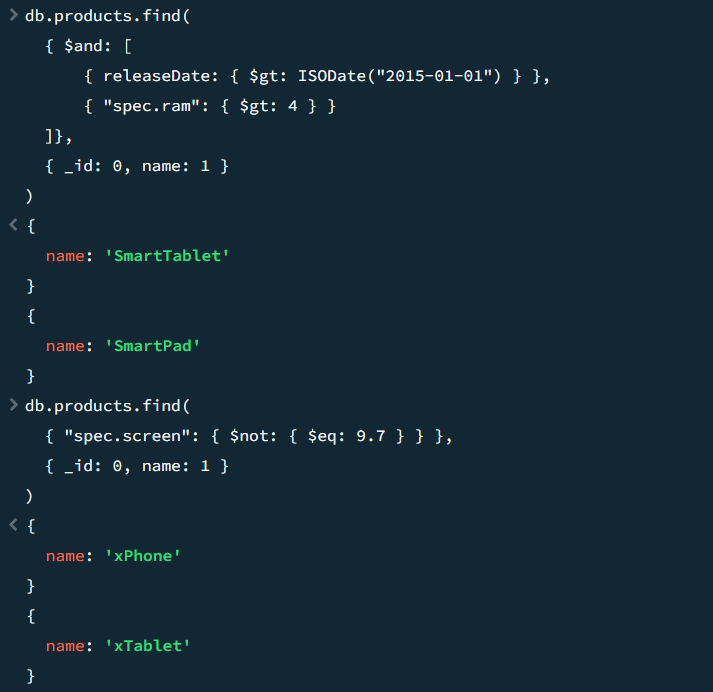 > db.products.find(
{ $and: [
{ releaseDate: { $gt: ISODate("2015-01-01") } },
{ "spec.ram": { $gt: 4 } }
]},
{ _id: 0, name: 1 }
)
< {
name: 'SmartTablet'
}
{
name: 'SmartPad'
}
> db.products.find(
{ "spec.screen": { $not: { $eq: 9.7 } } },
{ _id: 0, name: 1 }
)
< {
name: 'xPhone'
}
{
name: 'xTablet'
}